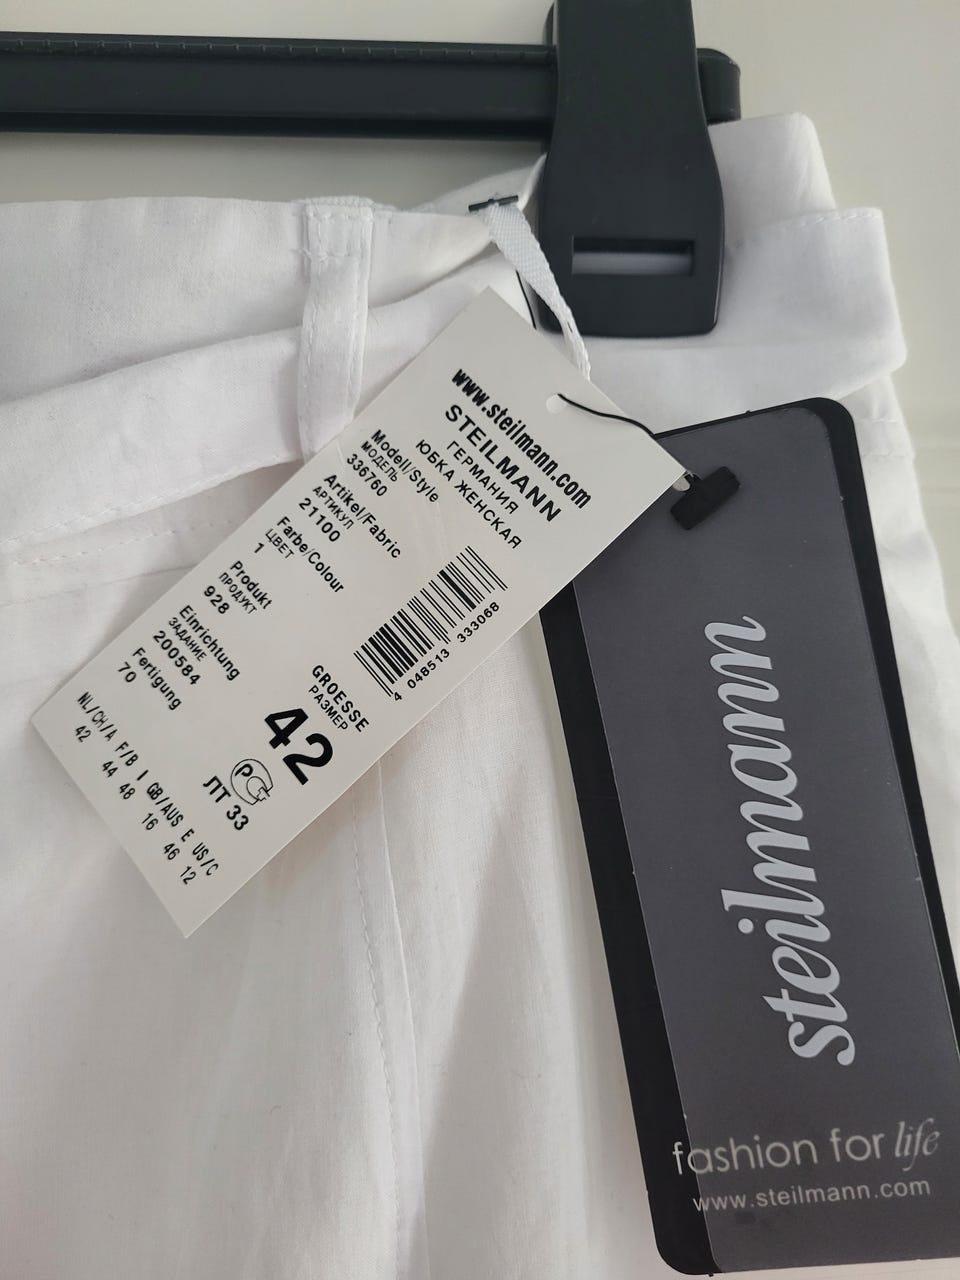 www.steilmann.com
STEILMANN
ГЕРМАНИЯ
ЮБКА ЖЕНСКАЯ
Modell/Style
МОДЕЛЬ
336760
Artikel/Fabric
АРТИКУЛ
21100
Farbe/Colour
ЦВЕТ
1
Produkt
ПРОДУКТ
928
Einrichtung
ЗАДАНИЕ
200584
Fertigung
70
4 048513 333068
GROESSE
РАЗМЕР
42
РСТ
ЛТ 33
NL/CH/A F/B I GB/AUS E US/C
42 44 48 16 46 12
steilmann
fashion for life
www.steilmann.com